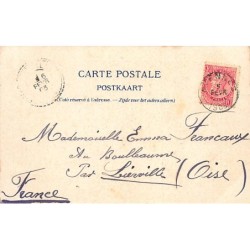 CARTE POSTALE
POSTKAART
(Côté réservé à l'adresse. — Zijde voor het adres alleen.)
Mademoiselle Emma Francaux
Au Boulleaume
Par Liérville (Oise)
France